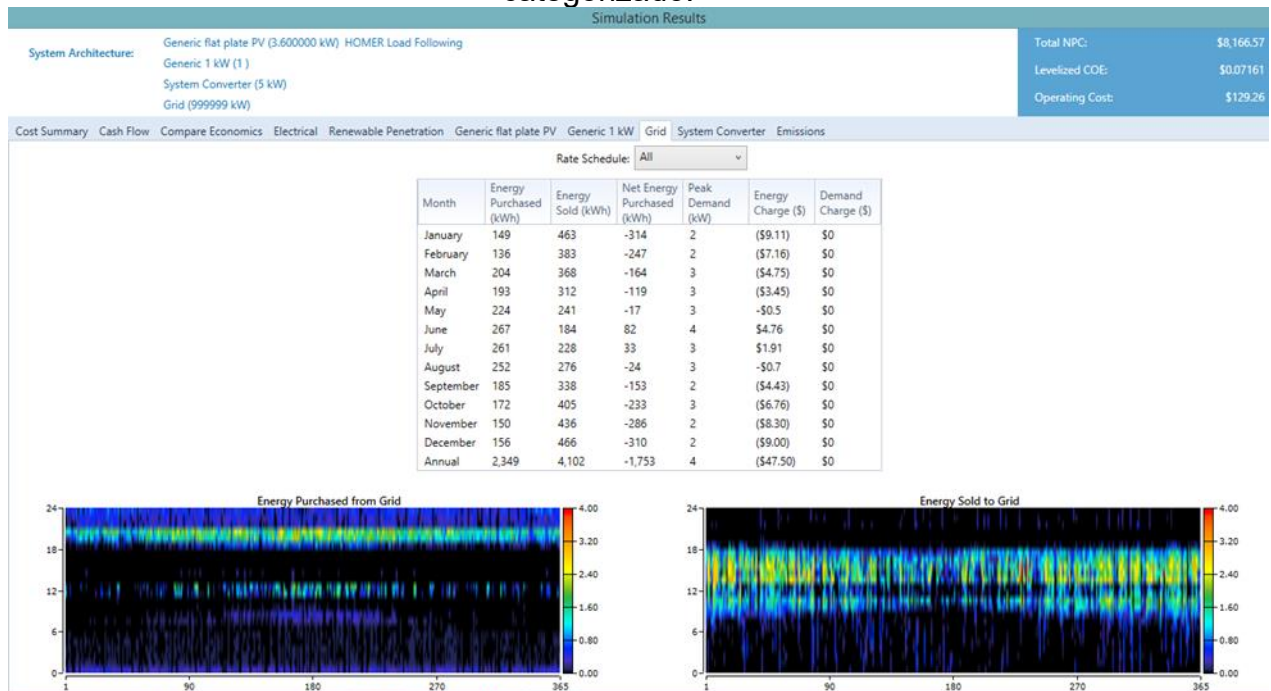 categorizado.
Simulation Results
System Architecture:
Generic flat plate PV (3.600000 kW) HOMER Load Following
Generic 1 kW (1 )
System Converter (5 kW)
Grid (999999 kW)
Total NPC: $8,166.57
Levelized COE: $0.07161
Operating Cost: $129.26
Cost Summary Cash Flow Compare Economics Electrical Renewable Penetration Generic flat plate PV Generic 1 kW Grid System Converter Emissions
Rate Schedule: All
Month Energy Purchased (kWh) Energy Sold (kWh) Net Energy Purchased (kWh) Peak Demand (kW) Energy Charge ($) Demand Charge ($)
January 149 463 -314 2 ($9.11) $0
February 136 383 -247 2 ($7.16) $0
March 204 368 -164 3 ($4.75) $0
April 193 312 -119 3 ($3.45) $0
May 224 241 -17 3 -$0.5 $0
June 267 184 82 4 $4.76 $0
July 261 228 33 3 $1.91 $0
August 252 276 -24 3 -$0.7 $0
September 185 338 -153 2 ($4.43) $0
October 172 405 -233 3 ($6.76) $0
November 150 436 -286 2 ($8.30) $0
December 156 466 -310 2 ($9.00) $0
Annual 2,349 4,102 -1,753 4 ($47.50) $0
Energy Purchased from Grid
24
18
12
6
0
1 90 180 270 365
4.00
3.20
2.40
1.60
0.80
0.00
Energy Sold to Grid
24
18
12
6
0
1 90 180 270 365
4.00
3.20
2.40
1.60
0.80
0.00